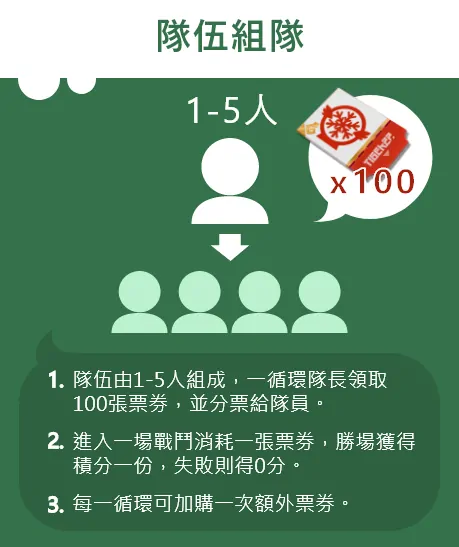 隊伍組隊
1-5人
x100
1. 隊伍由1-5人組成，一循環隊長領取
100張票券，並分票給隊員。
2. 進入一場戰鬥消耗一張票券，勝場獲得
積分一份，失敗則得0分。
3. 每一循環可加購一次額外票券。